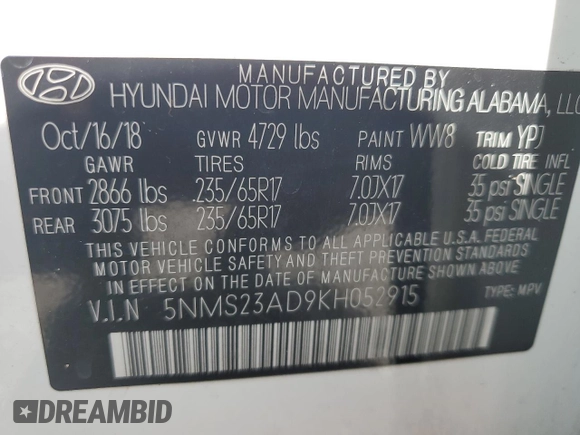 MANUFACTURED BY
HYUNDAI MOTOR MANUFACTURING ALABAMA, LLC
Oct/16/18 GVWR 4729 lbs PAINT WW8 TRIM YPJ
GAWR TIRES RIMS COLD TIRE INFL
FRONT 2866 lbs 235/65R17 7.0JX17 35 psi SINGLE
REAR 3075 lbs 235/65R17 7.0JX17 35 psi SINGLE
THIS VEHICLE CONFORMS TO ALL APPLICABLE U.S.A. FEDERAL
MOTOR VEHICLE SAFETY AND THEFT PREVENTION STANDARDS
IN EFFECT ON THE DATE OF MANUFACTURE SHOWN ABOVE.
V.I.N 5NMS23AD9KH052915 TYPE: MPV
DREAMBID